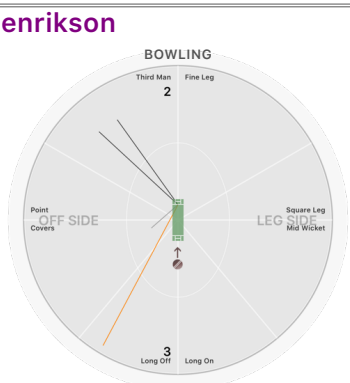 enrikson
BOWLING
Third Man Fine Leg
2
Point Square Leg
OFF SIDE LEG SIDE
Covers Mid Wicket
3
Long Off Long On